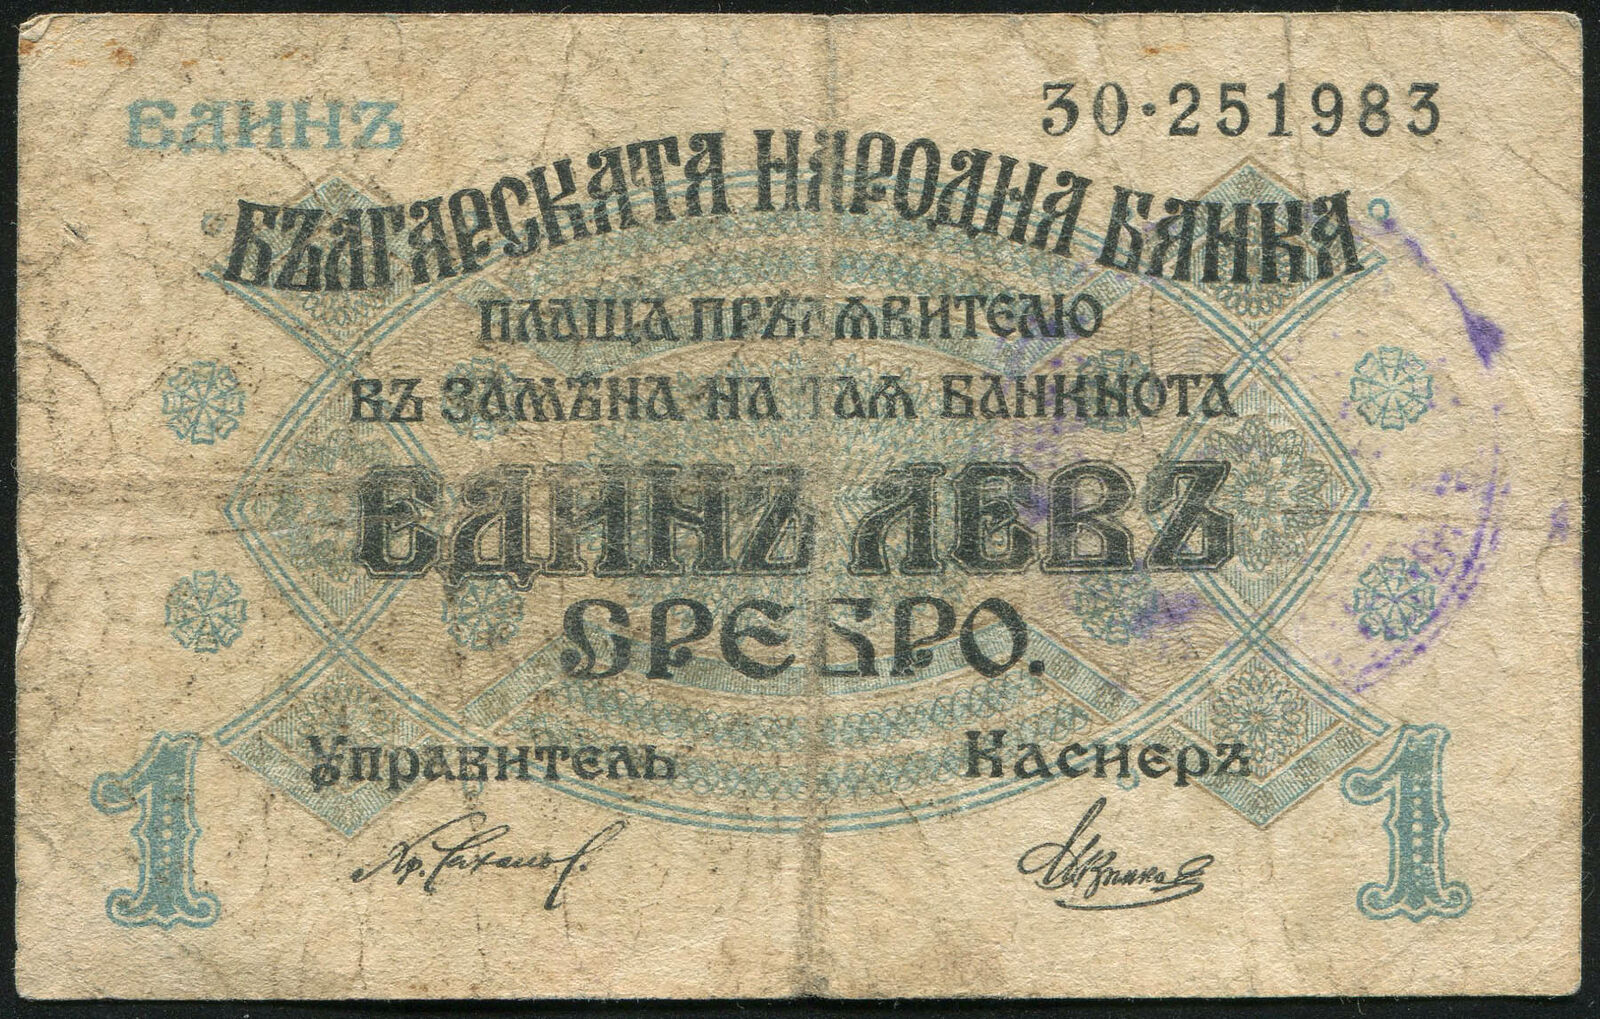 ЕДИНЪ
30·251983
БЪЛГАРСКАТА НАРОДНА БАНКА
ПЛАЩА ПРѢДЯВИТЕЛЮ
ВЪ ЗАМѢНА НА ТАЯ БАНКНОТА
ЕДИНЪ ЛЕВЪ
СРЕБРО.
Управитель Касиеръ
1 1